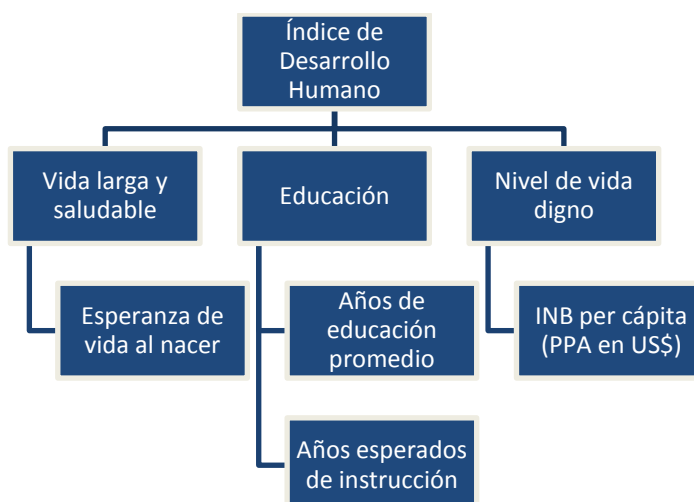 Índice de
Desarrollo
Humano
Vida larga y
saludable
Educación
Nivel de vida
digno
Esperanza de
vida al nacer
Años de
educación
promedio
INB per cápita
(PPA en US$)
Años esperados
de instrucción